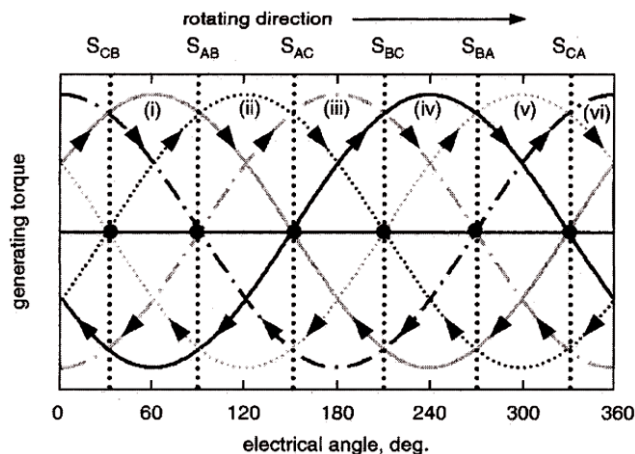 rotating direction
S_CB S_AB S_AC S_BC S_BA S_CA
(i) (ii) (iii) (iv) (v) (vi)
generating torque
0 60 120 180 240 300 360
electrical angle, deg.